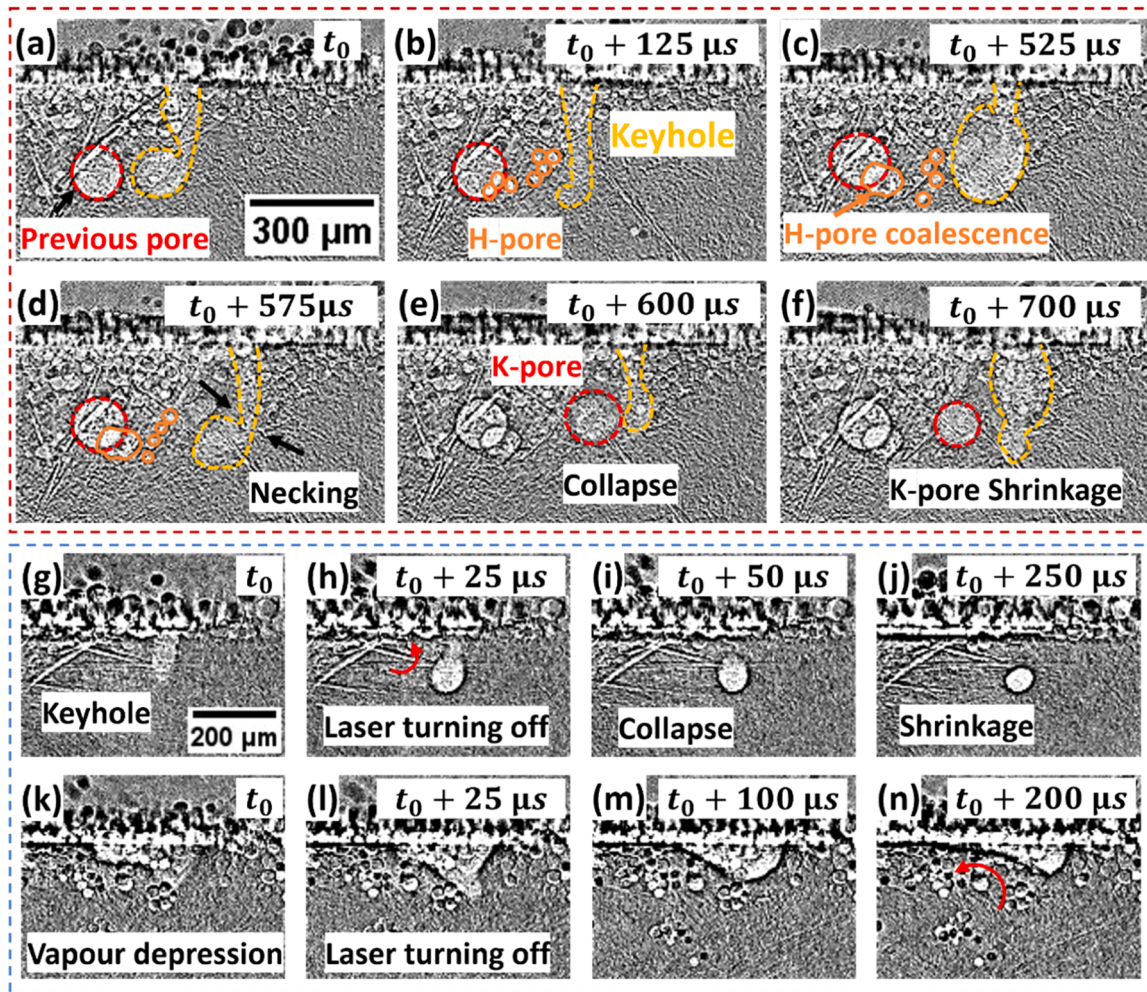 (a)
t₀
Previous pore
300 µm
(b)
t₀ + 125 µs
Keyhole
H-pore
(c)
t₀ + 525 µs
H-pore coalescence
(d)
t₀ + 575µs
Necking
(e)
t₀ + 600 µs
K-pore
Collapse
(f)
t₀ + 700 µs
K-pore Shrinkage
(g)
t₀
Keyhole
200 µm
(h)
t₀ + 25 µs
Laser turning off
(i)
t₀ + 50 µs
Collapse
(j)
t₀ + 250 µs
Shrinkage
(k)
t₀
Vapour depression
(l)
t₀ + 25 µs
Laser turning off
(m)
t₀ + 100 µs
(n)
t₀ + 200 µs